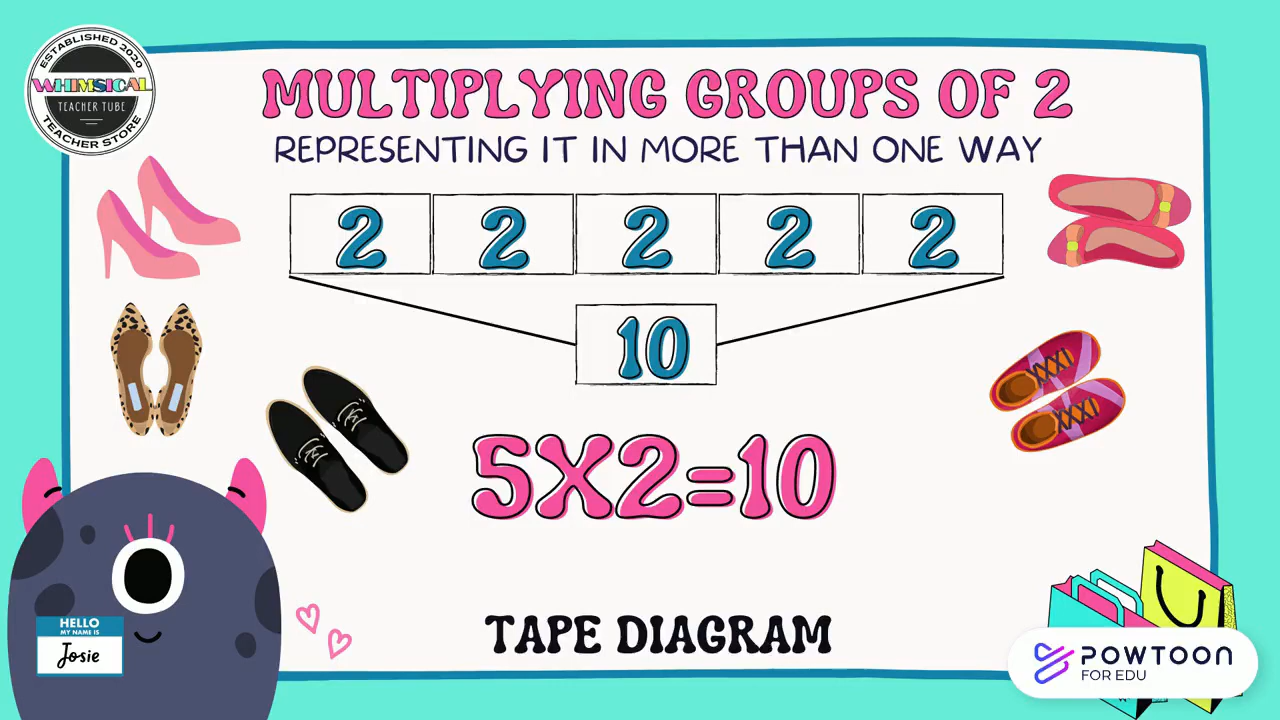 ESTABLISHED 2020
WHIMSICAL
TEACHER TUBE
TEACHER STORE
MULTIPLYING GROUPS OF 2
REPRESENTING IT IN MORE THAN ONE WAY
2 2 2 2 2
10
5X2=10
HELLO
MY NAME IS
Josie
TAPE DIAGRAM
POWTOON
FOR EDU